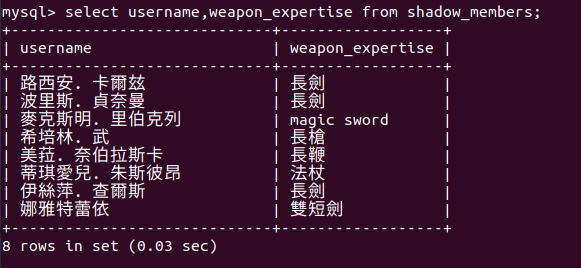 mysql> select username,weapon_expertise from shadow_members;
+----------------------------+------------------+
| username | weapon_expertise |
+----------------------------+------------------+
| 路西安. 卡爾玆 | 長劍 |
| 波里斯. 貞奈曼 | 長劍 |
| 麥克斯明. 里伯克列 | magic sword |
| 希培林. 武 | 長槍 |
| 美菈. 奈伯拉斯卡 | 長鞭 |
| 蒂琪愛兒. 朱斯彼昂 | 法杖 |
| 伊絲萍. 查爾斯 | 長劍 |
| 娜雅特蕾依 | 雙短劍 |
+----------------------------+------------------+
8 rows in set (0.03 sec)